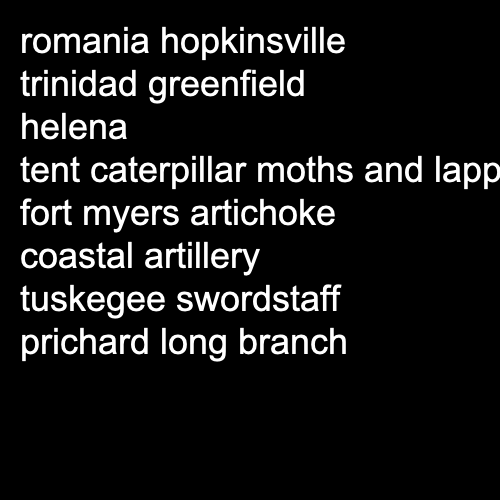 romania hopkinsville
trinidad greenfield
helena
tent caterpillar moths and
fort myers artichoke
coastal artillery
tuskegee swordstaff
prichard long branch